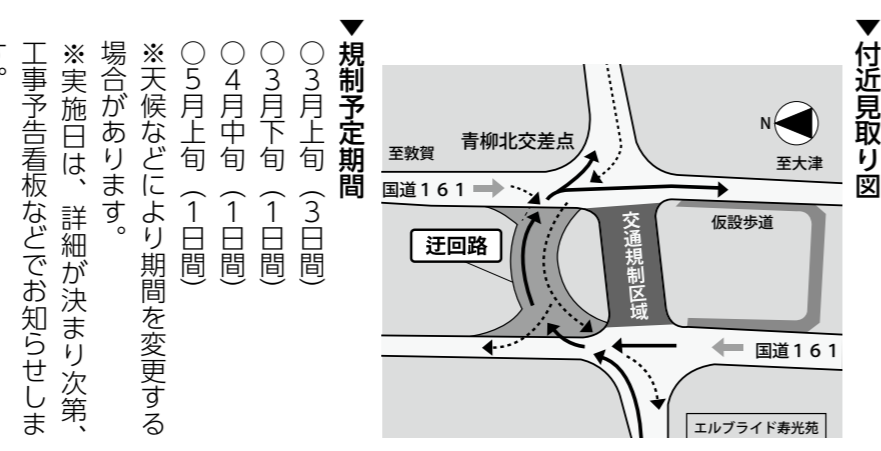 ▼付近見取り図
N
至大津
至敦賀
青柳北交差点
国道161
迂回路
交通規制区域
仮設歩道
国道161
エルブライド寿光苑
▼規制予定期間
○3月上旬（3日間）
○3月下旬（1日間）
○4月中旬（1日間）
○5月上旬（1日間）
※天候などにより期間を変更する
場合があります。
※実施日は、詳細が決まり次第、
工事予告看板などでお知らせしま
す。